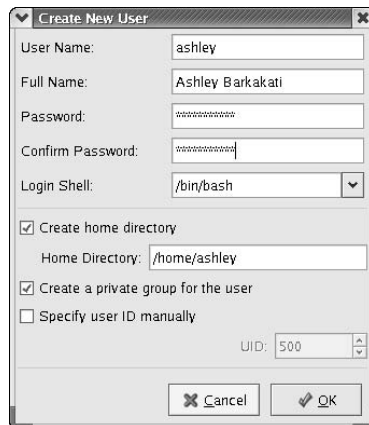 Create New User
User Name: ashley
Full Name: Ashley Barkakati
Password: **********
Confirm Password: **********
Login Shell: /bin/bash
Create home directory
Home Directory: /home/ashley
Create a private group for the user
Specify user ID manually
UID: 500
Cancel OK